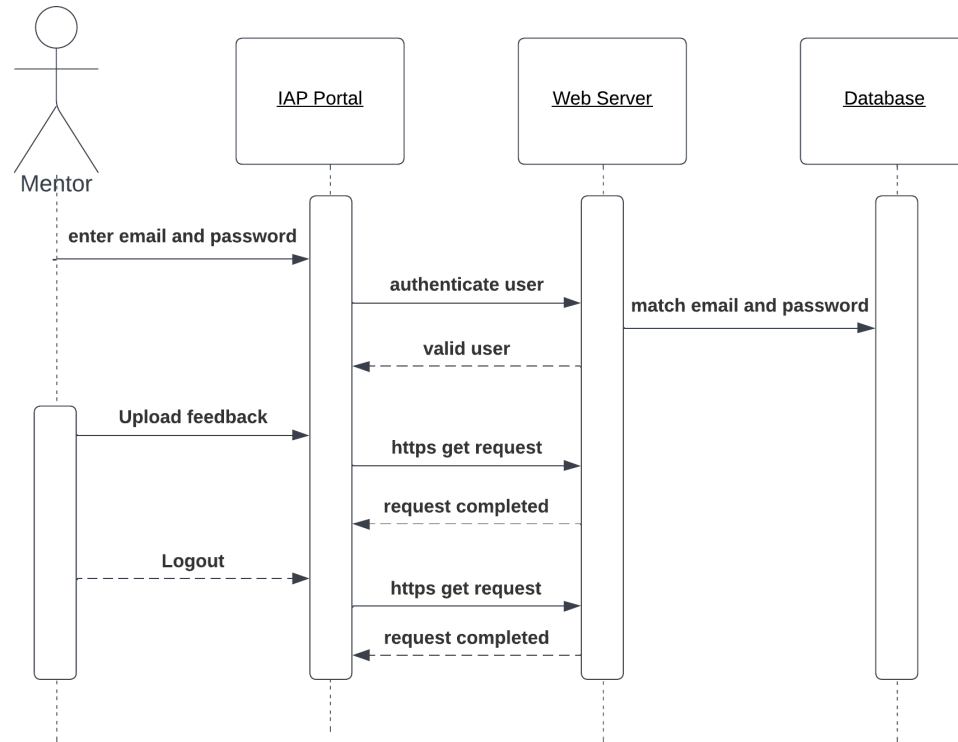 IAP Portal
Web Server
Database
Mentor
enter email and password
authenticate user
match email and password
valid user
Upload feedback
https get request
request completed
Logout
https get request
request completed